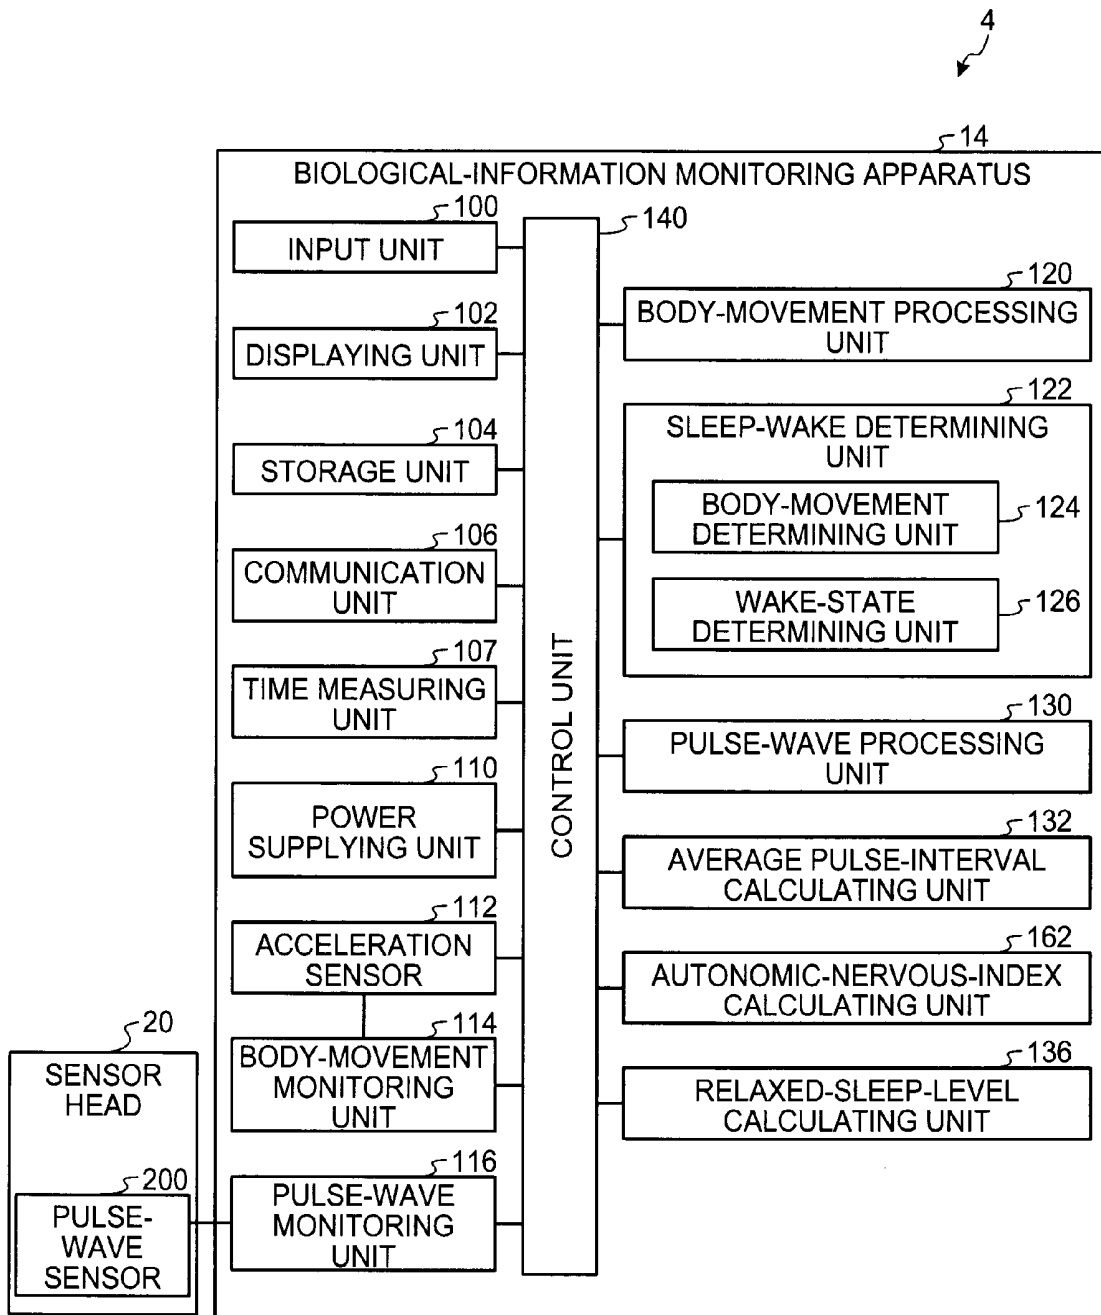 4
14
BIOLOGICAL-INFORMATION MONITORING APPARATUS
100
INPUT UNIT
102
DISPLAYING UNIT
104
STORAGE UNIT
106
COMMUNICATION
UNIT
107
TIME MEASURING
UNIT
110
POWER
SUPPLYING UNIT
112
ACCELERATION
SENSOR
114
BODY-MOVEMENT
MONITORING
UNIT
116
PULSE-WAVE
MONITORING
UNIT
20
SENSOR
HEAD
200
PULSE-
WAVE
SENSOR
140
CONTROL UNIT
120
BODY-MOVEMENT PROCESSING
UNIT
122
SLEEP-WAKE DETERMINING
UNIT
BODY-MOVEMENT
DETERMINING UNIT
124
WAKE-STATE
DETERMINING UNIT
126
130
PULSE-WAVE PROCESSING
UNIT
132
AVERAGE PULSE-INTERVAL
CALCULATING UNIT
162
AUTONOMIC-NERVOUS-INDEX
CALCULATING UNIT
136
RELAXED-SLEEP-LEVEL
CALCULATING UNIT